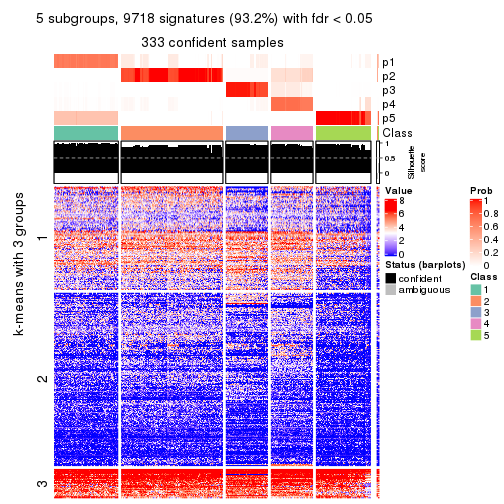 5 subgroups, 9718 signatures (93.2%) with fdr < 0.05
333 confident samples
p1
p2
p3
p4
p5
Class
1
0.5
0
Silhouette
score
k-means with 3 groups
1
2
3
Value
8
6
4
2
0
Status (barplots)
confident
ambiguous
Prob
1
0.8
0.6
0.4
0.2
0
Class
1
2
3
4
5